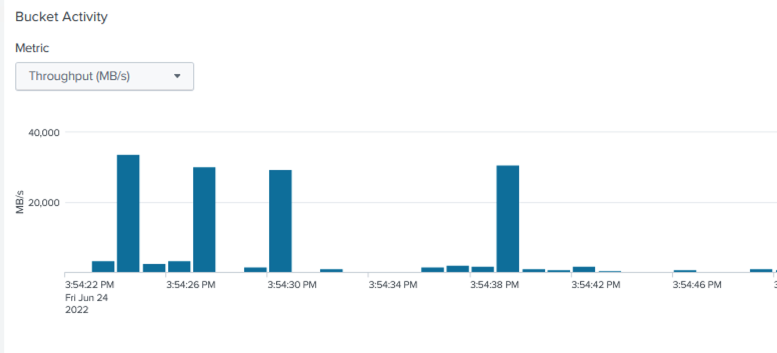 Bucket Activity
Metric
Throughput (MB/s)
40,000
20,000
MB/s
3:54:22 PM 3:54:26 PM 3:54:30 PM 3:54:34 PM 3:54:38 PM 3:54:42 PM 3:54:46 PM
Fri Jun 24
2022